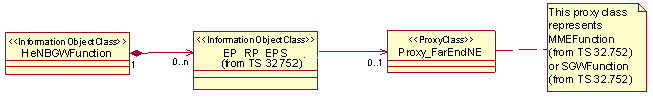 <<InformationObjectClass>>
HeNBGWFunction
1
0..n
<<InformationObjectClass>>
EP_RP_EPS
(from TS 32.752)
0..1
<<ProxyClass>>
Proxy_FarEndNE
This proxy class
represents
MMEFunction
(from TS 32.752)
or SGWFunction
(from TS 32.752)